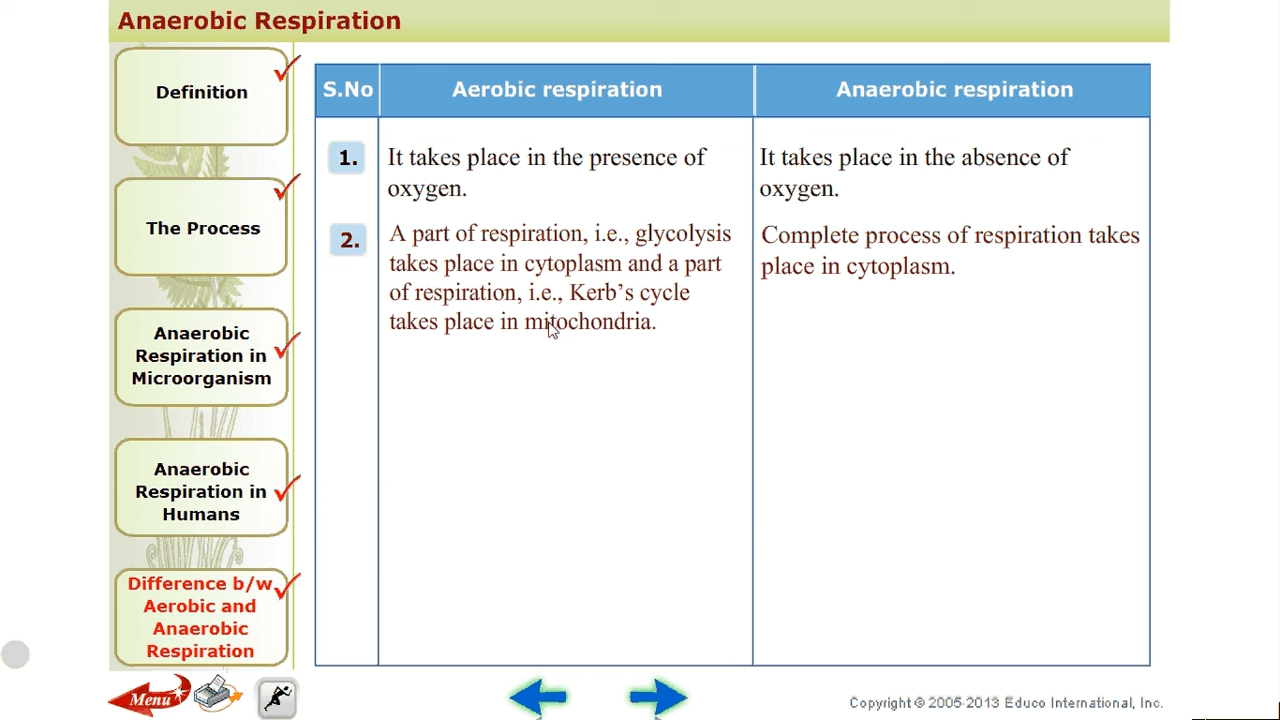 Anaerobic Respiration
Definition
The Process
Anaerobic
Respiration in
Microorganism
Anaerobic
Respiration in
Humans
Difference b/w
Aerobic and
Anaerobic
Respiration
S.No
Aerobic respiration
Anaerobic respiration
1.
It takes place in the presence of
oxygen.
It takes place in the absence of
oxygen.
2.
A part of respiration, i.e., glycolysis
takes place in cytoplasm and a part
of respiration, i.e., Kerb's cycle
takes place in mitochondria.
Complete process of respiration takes
place in cytoplasm.
Menu
Copyright © 2005-2013 Educo International, Inc.